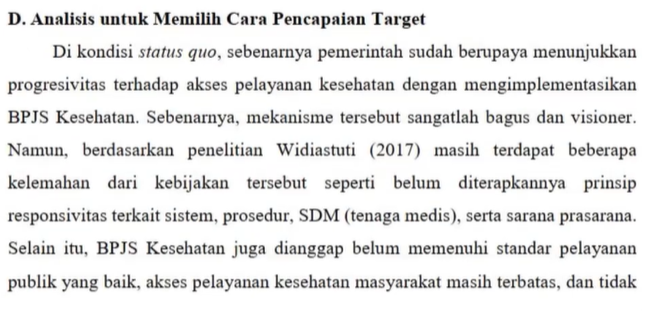 D. Analisis untuk Memilih Cara Pencapaian Target
Di kondisi status quo, sebenarnya pemerintah sudah berupaya menunjukkan
progresivitas terhadap akses pelayanan kesehatan dengan mengimplementasikan
BPJS Kesehatan. Sebenarnya, mekanisme tersebut sangatlah bagus dan visioner.
Namun, berdasarkan penelitian Widiastuti (2017) masih terdapat beberapa
kelemahan dari kebijakan tersebut seperti belum diterapkannya prinsip
responsivitas terkait sistem, prosedur, SDM (tenaga medis), serta sarana prasarana.
Selain itu, BPJS Kesehatan juga dianggap belum memenuhi standar pelayanan
publik yang baik, akses pelayanan kesehatan masyarakat masih terbatas, dan tidak